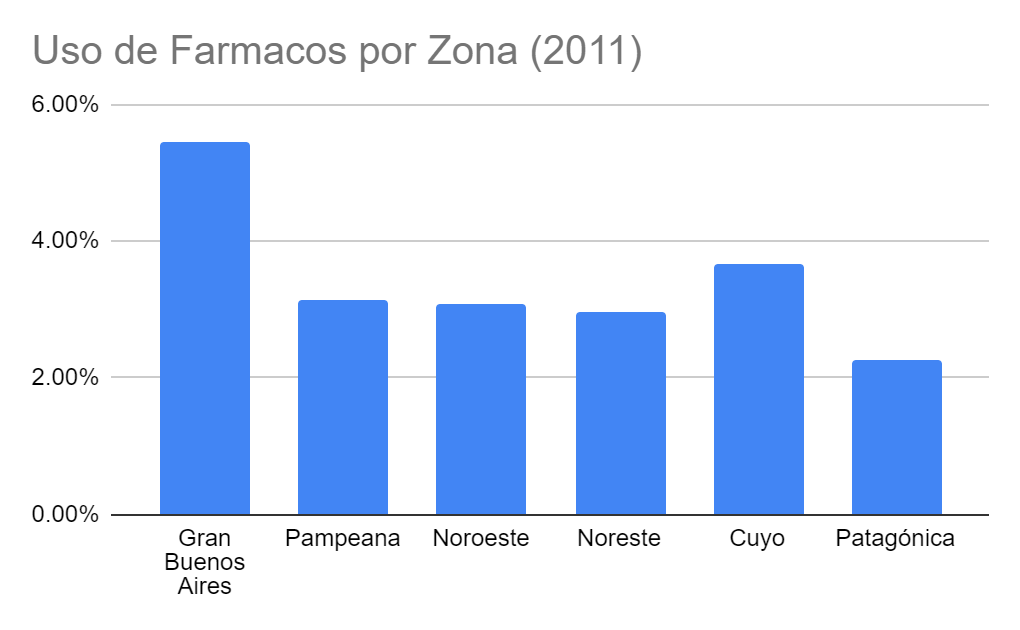 Uso de Farmacos por Zona (2011)
6.00%
4.00%
2.00%
0.00%
Gran
Buenos
Aires
Pampeana
Noroeste
Noreste
Cuyo
Patagónica